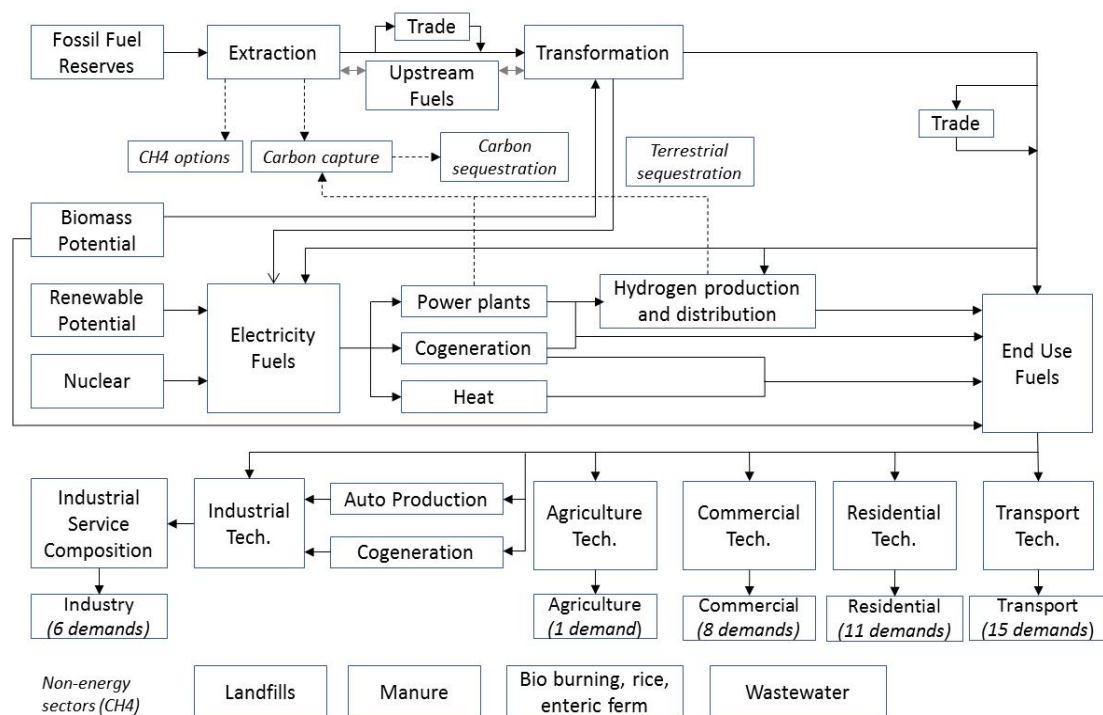 Fossil Fuel
Reserves
Extraction
Trade
Transformation
Upstream
Fuels
Trade
CH4 options
Carbon capture
Carbon
sequestration
Terrestrial
sequestration
Biomass
Potential
Renewable
Potential
Nuclear
Electricity
Fuels
Power plants
Cogeneration
Heat
Hydrogen production
and distribution
End Use
Fuels
Industrial
Service
Composition
Industrial
Tech.
Auto Production
Cogeneration
Agriculture
Tech.
Commercial
Tech.
Residential
Tech.
Transport
Tech.
Industry
(6 demands)
Agriculture
(1 demand)
Commercial
(8 demands)
Residential
(11 demands)
Transport
(15 demands)
Non-energy
sectors (CH4)
Landfills
Manure
Bio burning, rice,
enteric ferm
Wastewater